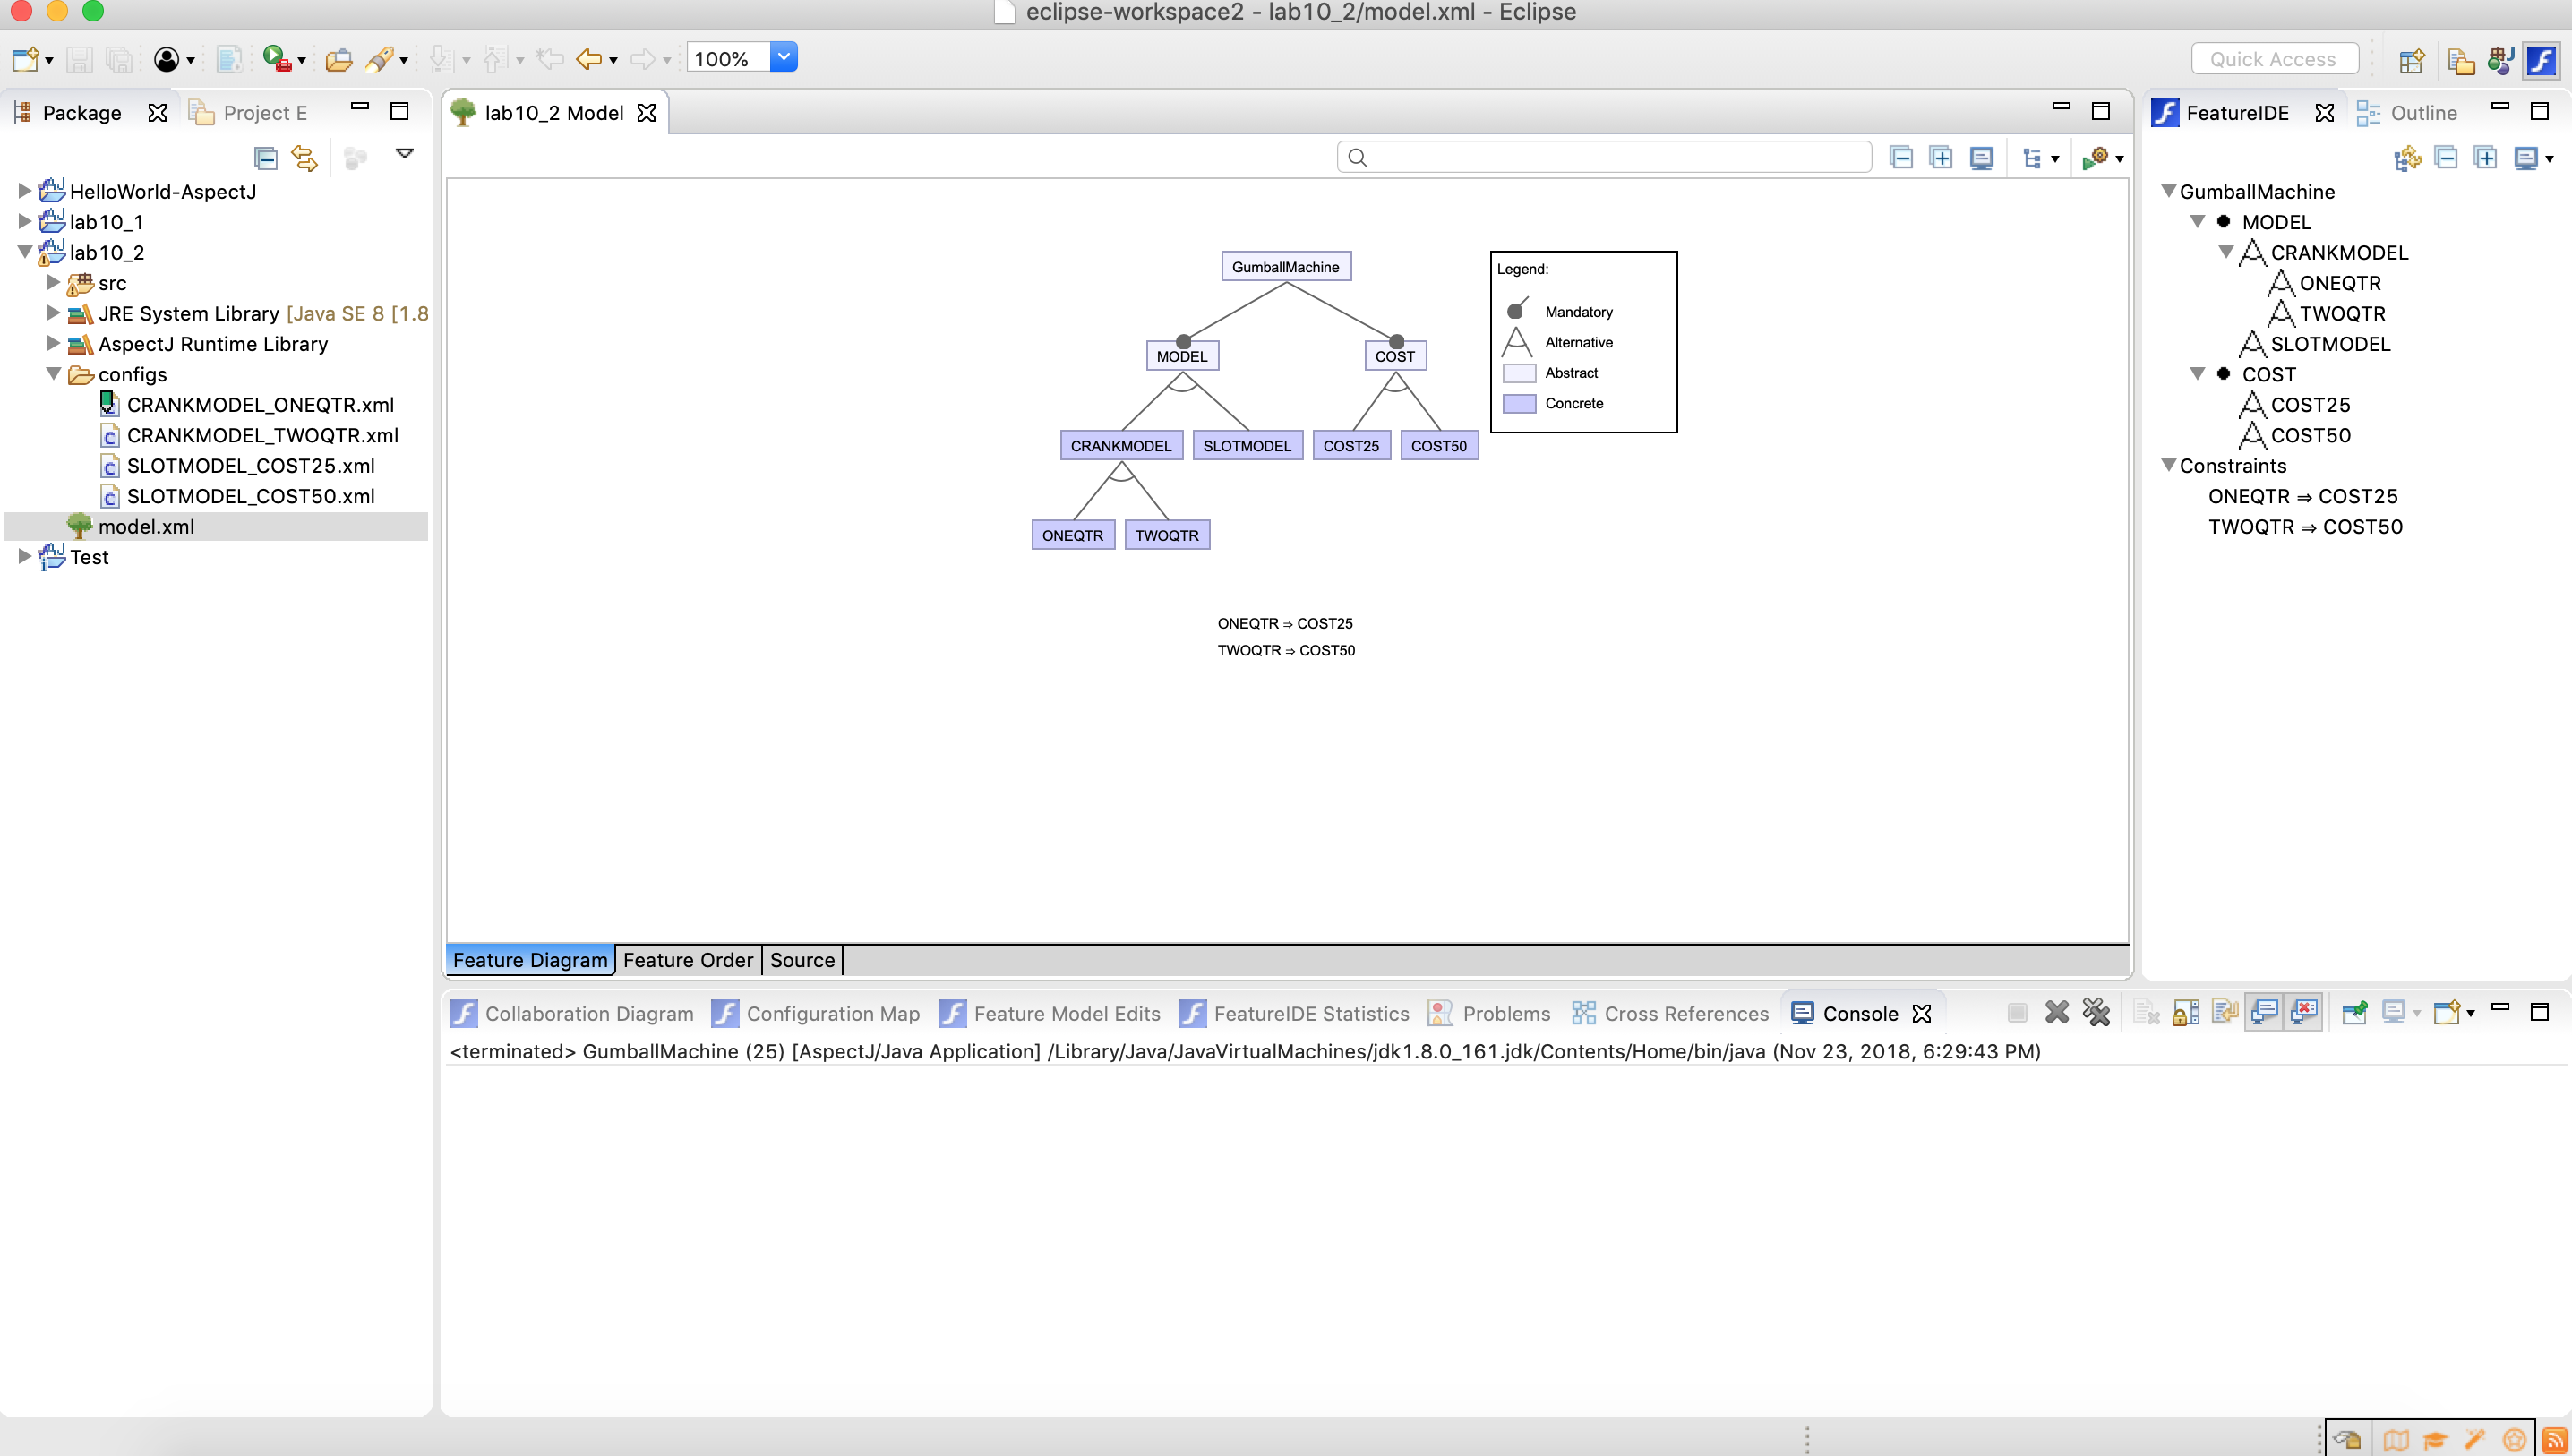 eclipse-workspace2 - lab10_2/model.xml - Eclipse
100%
Quick Access
Package
Project E
lab10_2 Model
FeatureIDE
Outline
HelloWorld-AspectJ
lab10_1
lab10_2
src
JRE System Library [Java SE 8 [1.8
AspectJ Runtime Library
configs
CRANKMODEL_ONEQTR.xml
CRANKMODEL_TWOQTR.xml
SLOTMODEL_COST25.xml
SLOTMODEL_COST50.xml
model.xml
Test
GumballMachine
MODEL
COST
CRANKMODEL
SLOTMODEL
COST25
COST50
ONEQTR
TWOQTR
Legend:
Mandatory
Alternative
Abstract
Concrete
ONEQTR ⇒ COST25
TWOQTR ⇒ COST50
Feature Diagram
Feature Order
Source
GumballMachine
MODEL
CRANKMODEL
ONEQTR
TWOQTR
SLOTMODEL
COST
COST25
COST50
Constraints
ONEQTR ⇒ COST25
TWOQTR ⇒ COST50
Collaboration Diagram
Configuration Map
Feature Model Edits
FeatureIDE Statistics
Problems
Cross References
Console
<terminated> GumballMachine (25) [AspectJ/Java Application] /Library/Java/JavaVirtualMachines/jdk1.8.0_161.jdk/Contents/Home/bin/java (Nov 23, 2018, 6:29:43 PM)